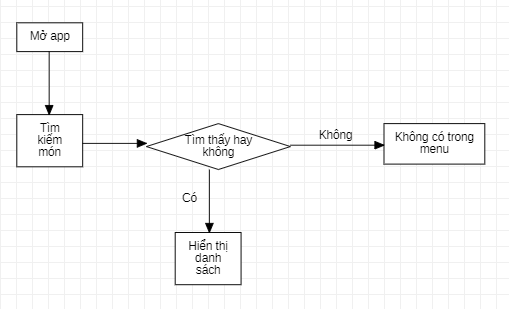 Mở app
Tìm
kiếm
món
Tìm thấy hay
không
Không
Không có trong
menu
Có
Hiển thị
danh
sách